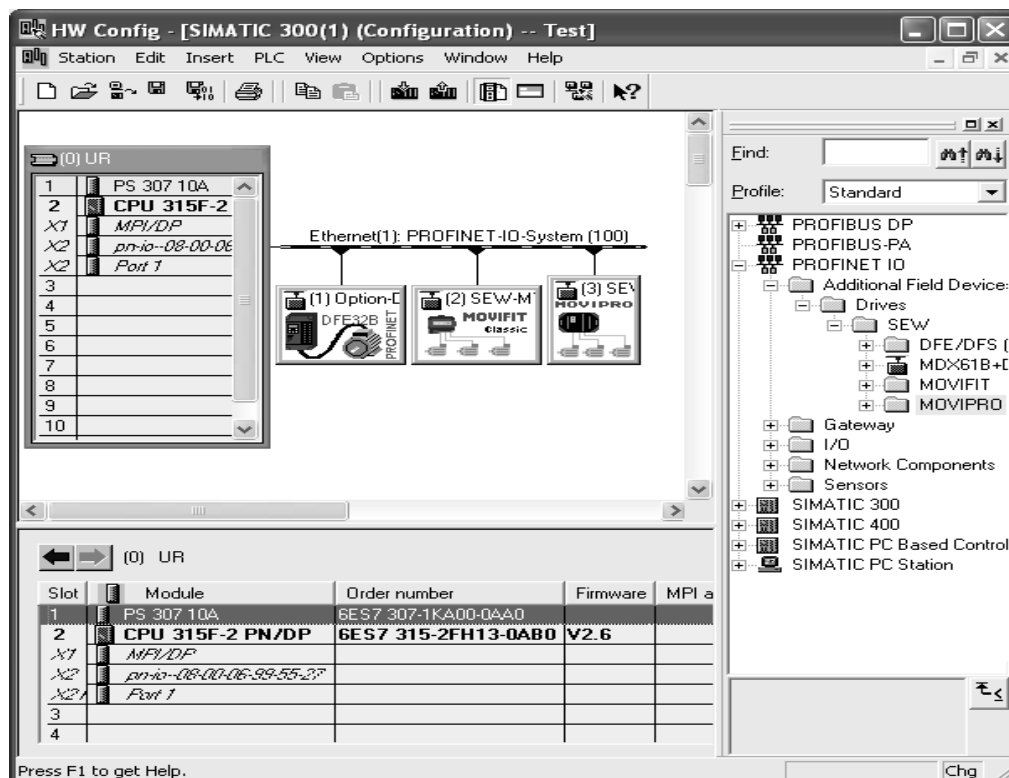 HW Config - [SIMATIC 300(1) (Configuration) -- Test]
Station Edit Insert PLC View Options Window Help
(0) UR
1 PS 307 10A
2 CPU 315F-2
X1 MPI/DP
X2 pn-io--08-00-06
X2 Port 1
3
4
5
6
7
8
9
10
Ethernet(1): PROFINET-IO-System (100)
(1) Option-D
DFE32B
PROFINET
(2) SEW-M
MOVIFIT
Classic
(3) SEW
MOVIPRO
Find:
Profile: Standard
PROFIBUS DP
PROFIBUS-PA
PROFINET IO
Additional Field Device
Drives
SEW
DFE/DFS (
MDX61B+D
MOVIFIT
MOVIPRO
Gateway
I/O
Network Components
Sensors
SIMATIC 300
SIMATIC 400
SIMATIC PC Based Control
SIMATIC PC Station
(0) UR
Slot Module Order number Firmware MPI a
1 PS 307 10A 6ES7 307-1KA00-0AA0
2 CPU 315F-2 PN/DP 6ES7 315-2FH13-0AB0 V2.6
X1 MPI/DP
X2 pn-io--08-00-06-99-55-27
X2 Port 1
3
4
Press F1 to get Help.
Chg